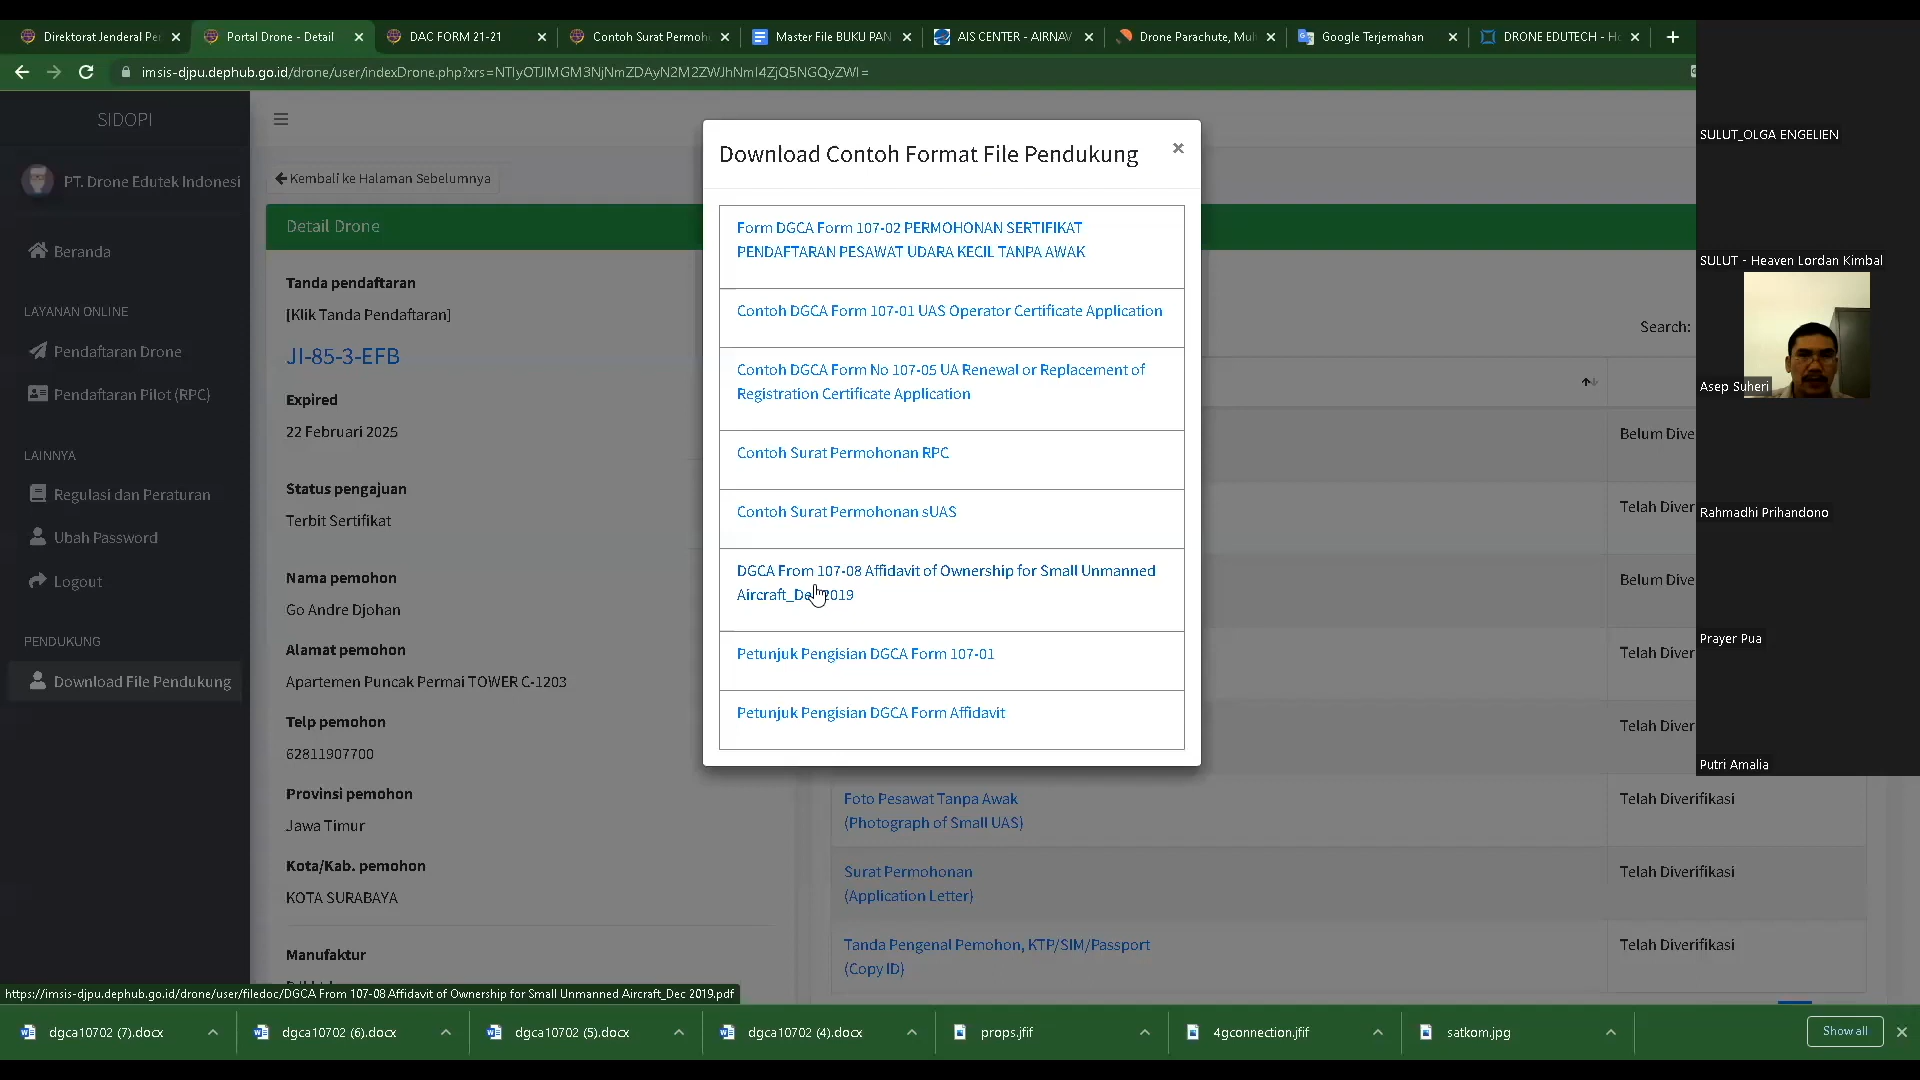 Direktorat Jenderal Per
Portal Drone - Detail
DAC FORM 21-21
Contoh Surat Permoh
Master File BUKU PAN
AIS CENTER - AIRNAV
Drone Parachute, Mul
Google Terjemahan
DRONE EDUTECH - Ho
imsis-djpu.dephub.go.id/drone/user/indexDrone.php?xrs=NTIyOTJlMGM3NjNmZDAyN2M2ZWJhNmI4ZjQ5NGQyZWI=
SIDOPI
PT. Drone Edutek Indonesi
Beranda
LAYANAN ONLINE
Pendaftaran Drone
Pendaftaran Pilot (RPC)
LAINNYA
Regulasi dan Peraturan
Ubah Password
Logout
PENDUKUNG
Download File Pendukung
Kembali ke Halaman Sebelumnya
Detail Drone
Tanda pendaftaran
[Klik Tanda Pendaftaran]
JI-85-3-EFB
Expired
22 Februari 2025
Status pengajuan
Terbit Sertifikat
Nama pemohon
Go Andre Djohan
Alamat pemohon
Apartemen Puncak Permai TOWER C-1203
Telp pemohon
62811907700
Provinsi pemohon
Jawa Timur
Kota/Kab. pemohon
KOTA SURABAYA
Manufaktur
Download Contoh Format File Pendukung
×
Form DGCA Form 107-02 PERMOHONAN SERTIFIKAT
PENDAFTARAN PESAWAT UDARA KECIL TANPA AWAK
Contoh DGCA Form 107-01 UAS Operator Certificate Application
Contoh DGCA Form No 107-05 UA Renewal or Replacement of
Registration Certificate Application
Contoh Surat Permohonan RPC
Contoh Surat Permohonan sUAS
DGCA From 107-08 Affidavit of Ownership for Small Unmanned
Aircraft_De 2019
Petunjuk Pengisian DGCA Form 107-01
Petunjuk Pengisian DGCA Form Affidavit
Search:
Belum Dive
Telah Diver
Belum Dive
Telah Diver
Telah Diver
Foto Pesawat Tanpa Awak
(Photograph of Small UAS)
Telah Diverifikasi
Surat Permohonan
(Application Letter)
Telah Diverifikasi
Tanda Pengenal Pemohon, KTP/SIM/Passport
(Copy ID)
Telah Diverifikasi
SULUT_OLGA ENGELIEN
SULUT - Heaven Lordan Kimbal
Asep Suheri
Rahmadhi Prihandono
Prayer Pua
Putri Amalia
https://imsis-djpu.dephub.go.id/drone/user/filedoc/DGCA From 107-08 Affidavit of Ownership for Small Unmanned Aircraft_Dec 2019.pdf
dgca10702 (7).docx
dgca10702 (6).docx
dgca10702 (5).docx
dgca10702 (4).docx
props.jfif
4gconnection.jfif
satkom.jpg
Show all